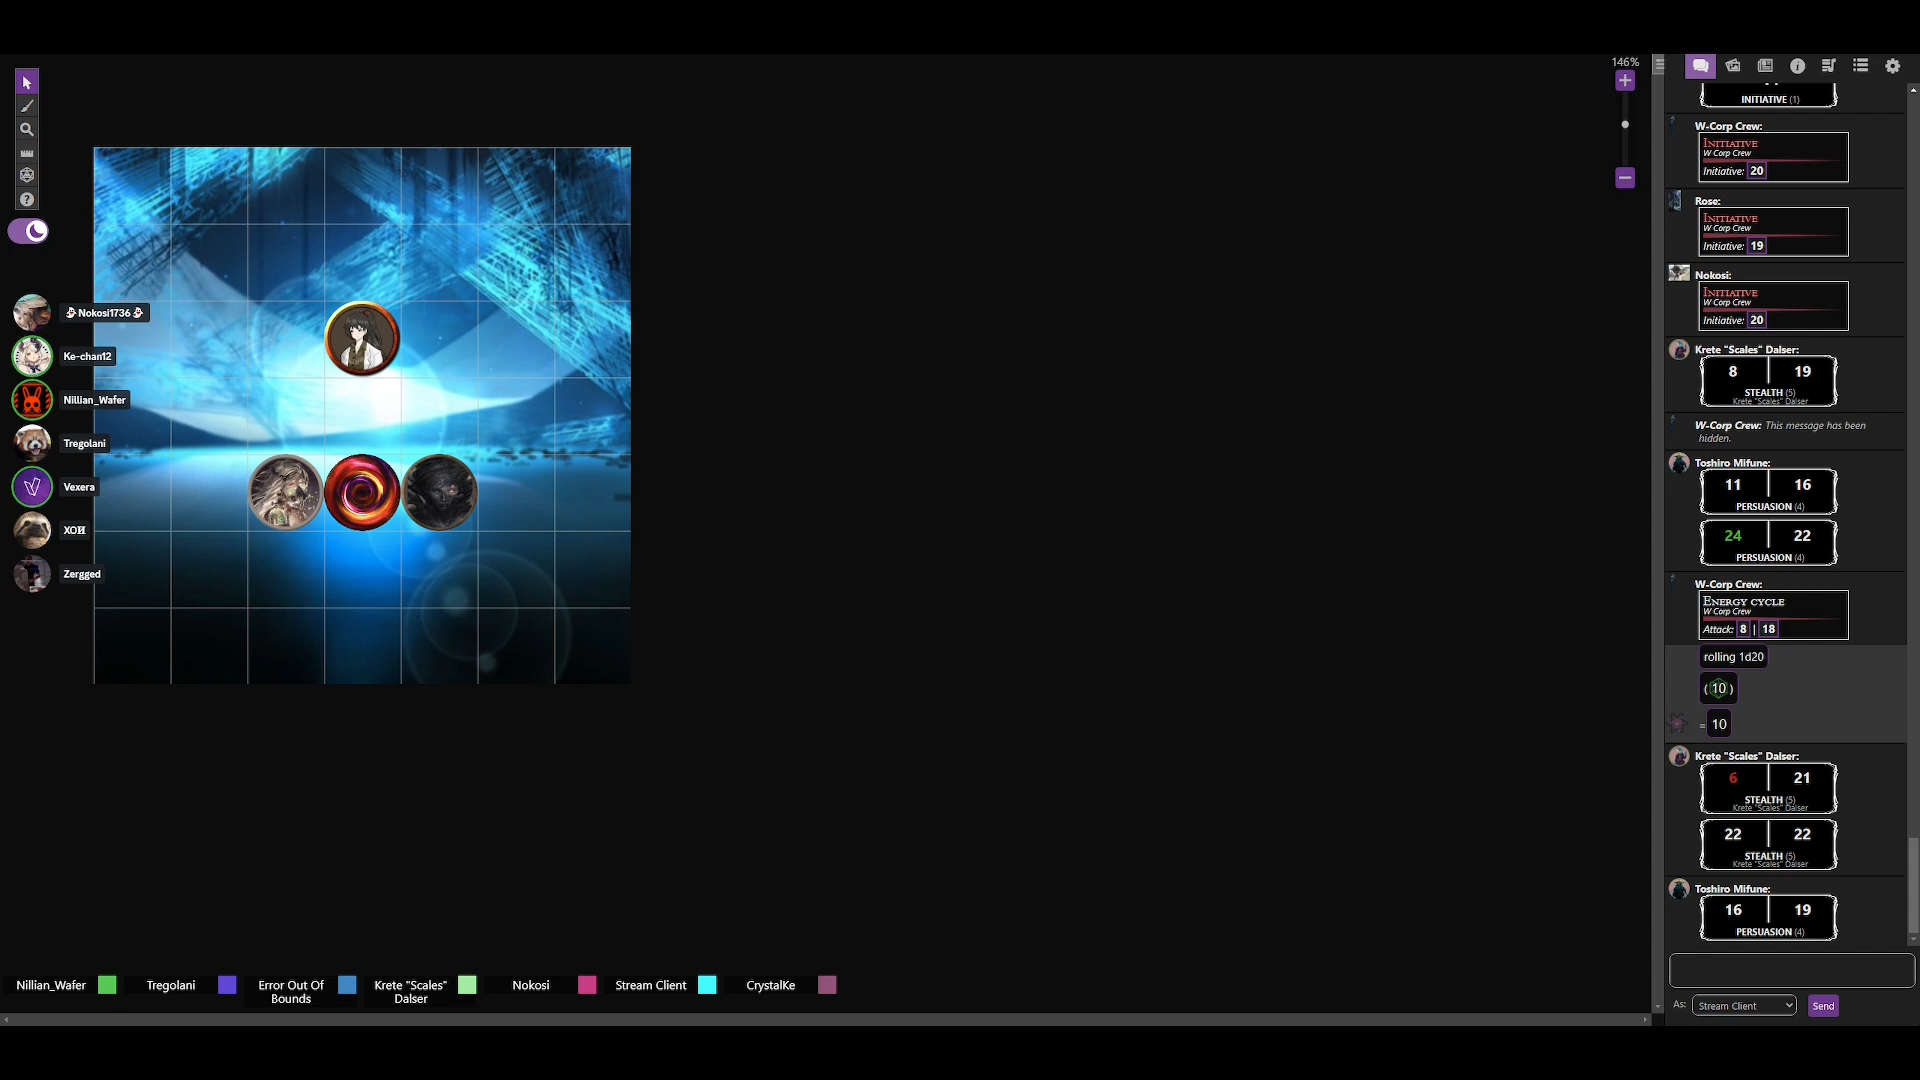 146%
Nokosi1736
Ke-chan12
Nillian_Wafer
Tregolani
Vexera
XOИ
Zergged
INITIATIVE (1)
W-Corp Crew:
INITIATIVE
W Corp Crew
Initiative: 20
Rose:
INITIATIVE
W Corp Crew
Initiative: 19
Nokosi:
INITIATIVE
W Corp Crew
Initiative: 20
Krete "Scales" Dalser:
8 19
STEALTH (5)
Krete "Scales" Dalser
W-Corp Crew: This message has been
hidden.
Toshiro Mifune:
11 16
PERSUASION (4)
24 22
PERSUASION (4)
W-Corp Crew:
ENERGY CYCLE
W Corp Crew
Attack: 8 | 18
rolling 1d20
(10)
= 10
Krete "Scales" Dalser:
6 21
STEALTH (5)
Krete "Scales" Dalser
22 22
STEALTH (5)
Krete "Scales" Dalser
Toshiro Mifune:
16 19
PERSUASION (4)
As: Stream Client Send
Nillian_Wafer
Tregolani
Error Out Of
Bounds
Krete "Scales"
Dalser
Nokosi
Stream Client
CrystalKe